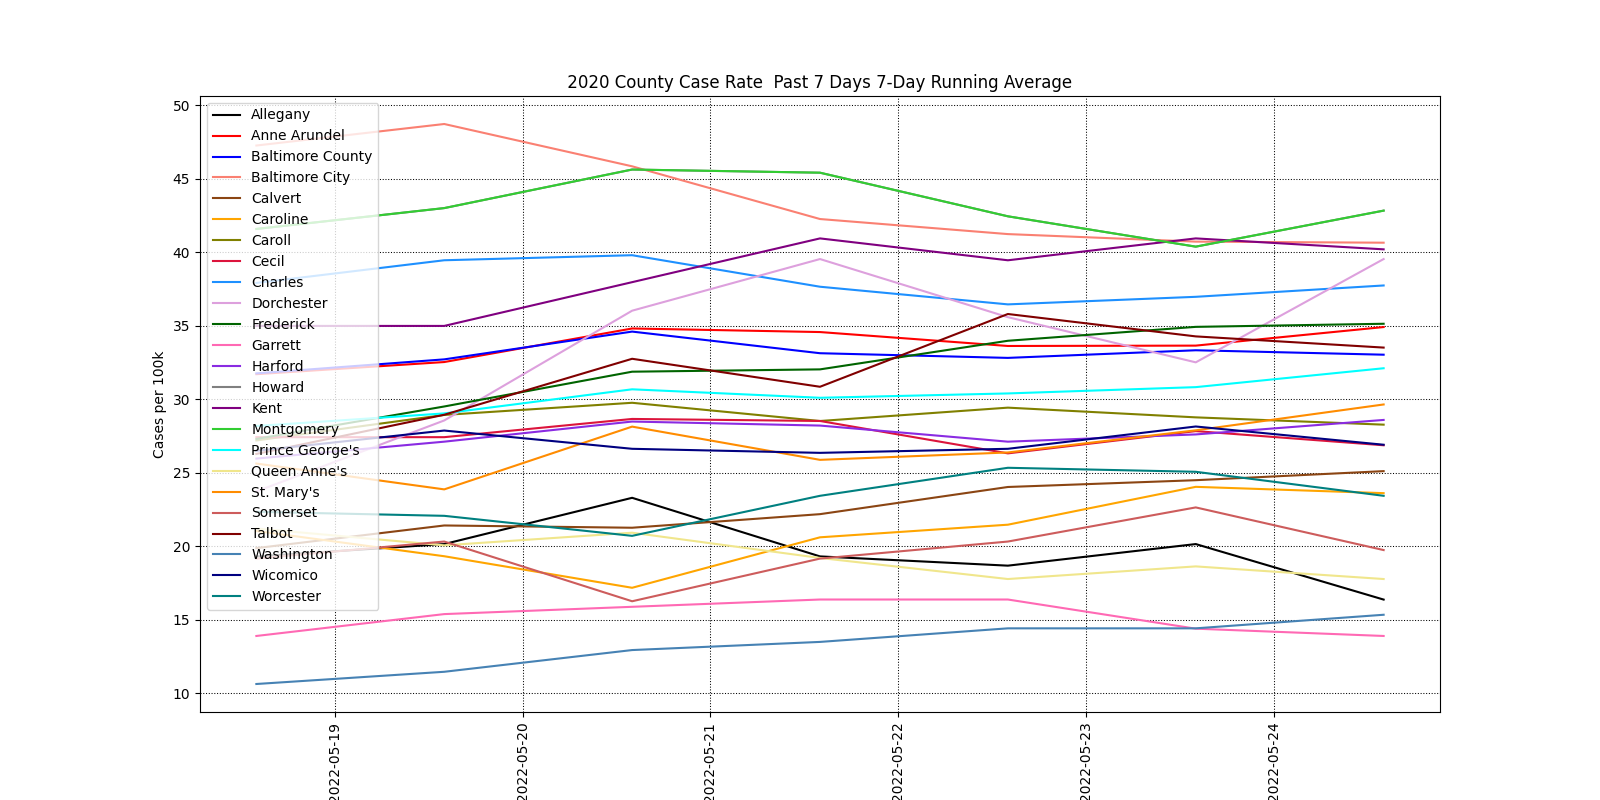 2020 County Case Rate  Past 7 Days 7-Day Running Average
Cases per 100k
50
45
40
35
30
25
20
15
10
Allegany
Anne Arundel
Baltimore County
Baltimore City
Calvert
Caroline
Caroll
Cecil
Charles
Dorchester
Frederick
Garrett
Harford
Howard
Kent
Montgomery
Prince George's
Queen Anne's
St. Mary's
Somerset
Talbot
Washington
Wicomico
Worcester
2022-05-19
2022-05-20
2022-05-21
2022-05-22
2022-05-23
2022-05-24